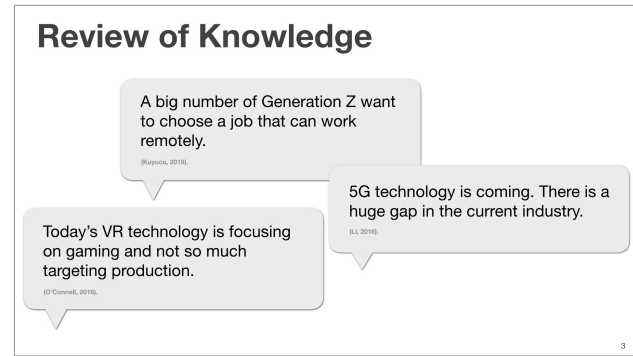 Review of Knowledge
A big number of Generation Z want
to choose a job that can work
remotely.
(Kuyucu, 2019).
5G technology is coming. There is a
huge gap in the current industry.
(Li, 2016).
Today's VR technology is focusing
on gaming and not so much
targeting production.
(O'Connell, 2016).
3